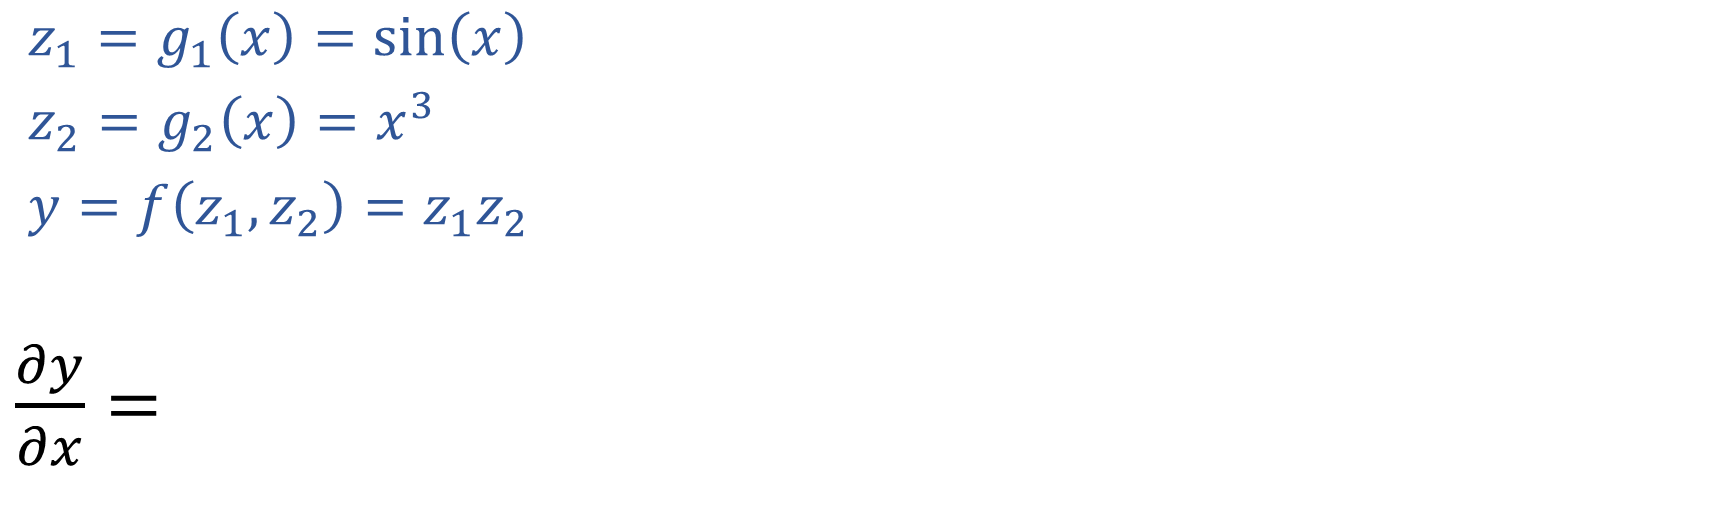 z₁ = g₁(x) = sin(x)
z₂ = g₂(x) = x³
y = f(z₁, z₂) = z₁z₂
∂y/∂x =